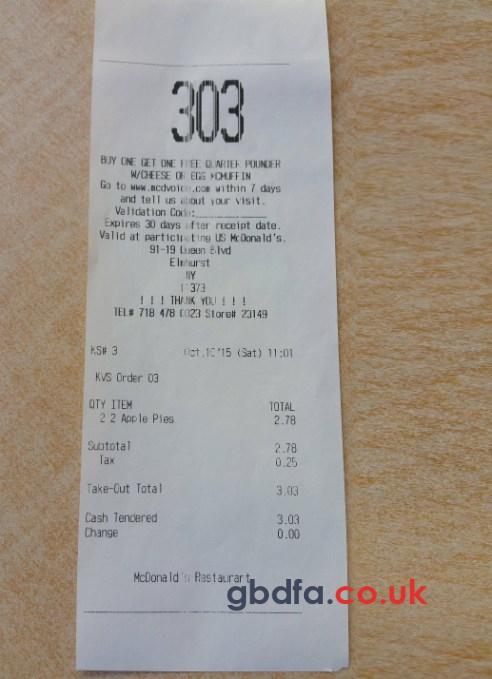 303
BUY ONE GET ONE FREE QUARTER POUNDER
W/CHEESE OR EGG MCMUFFIN
Go to www.mcdvoice.com within 7 days
and tell us about your visit.
Validation Code:____________
Expires 30 days after receipt date.
Valid at participating US McDonald's.
91-19 Queen Blvd
Elmhurst
NY
11373
! ! ! THANK YOU ! ! !
TEL# 718 478 0023 Store# 23149
KS# 3 Oct.10'15 (Sat) 11:01
KVS Order 03
QTY ITEM TOTAL
2 2 Apple Pies 2.78
Subtotal 2.78
Tax 0.25
Take-Out Total 3.03
Cash Tendered 3.03
Change 0.00
McDonald's Restaurant
gbdfa.co.uk